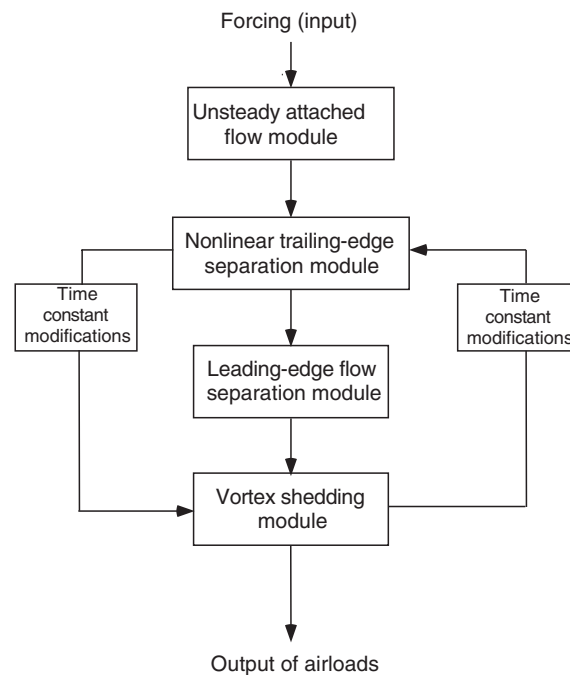 Forcing (input)
Unsteady attached
flow module
Nonlinear trailing-edge
separation module
Time
constant
modifications
Time
constant
modifications
Leading-edge flow
separation module
Vortex shedding
module
Output of airloads